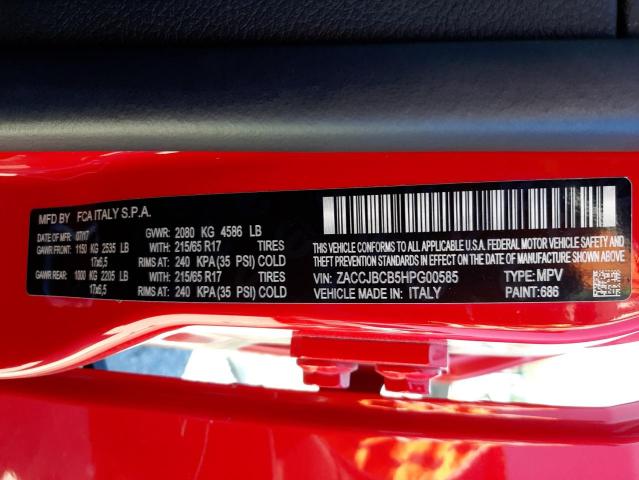 MFD BY FCA ITALY S.P.A.
DATE OF MFR: 07/17 GWR: 2080 KG 4586 LB
GAWR FRONT: 1150 KG 2535 LB WITH: 215/65 R17 TIRES
17x6,5 RIMS AT: 240 KPA (35 PSI) COLD
GAWR REAR: 1000 KG 2205 LB WITH: 215/65 R17 TIRES
17x6,5 RIMS AT: 240 KPA (35 PSI) COLD
THIS VEHICLE CONFORMS TO ALL APPLICABLE U.S.A. FEDERAL MOTOR VEHICLE SAFETY AND
THEFT PREVENTION STANDARDS IN EFFECT ON THE DATE OF MANUFACTURE SHOWN ABOVE.
VIN: ZACCJBCB5HPG00585 TYPE: MPV
VEHICLE MADE IN: ITALY PAINT: 686